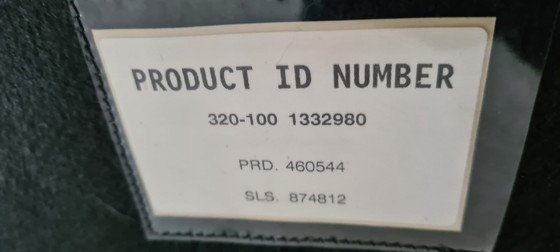 PRODUCT ID NUMBER
320-100 1332980
PRD. 460544
SLS. 874812